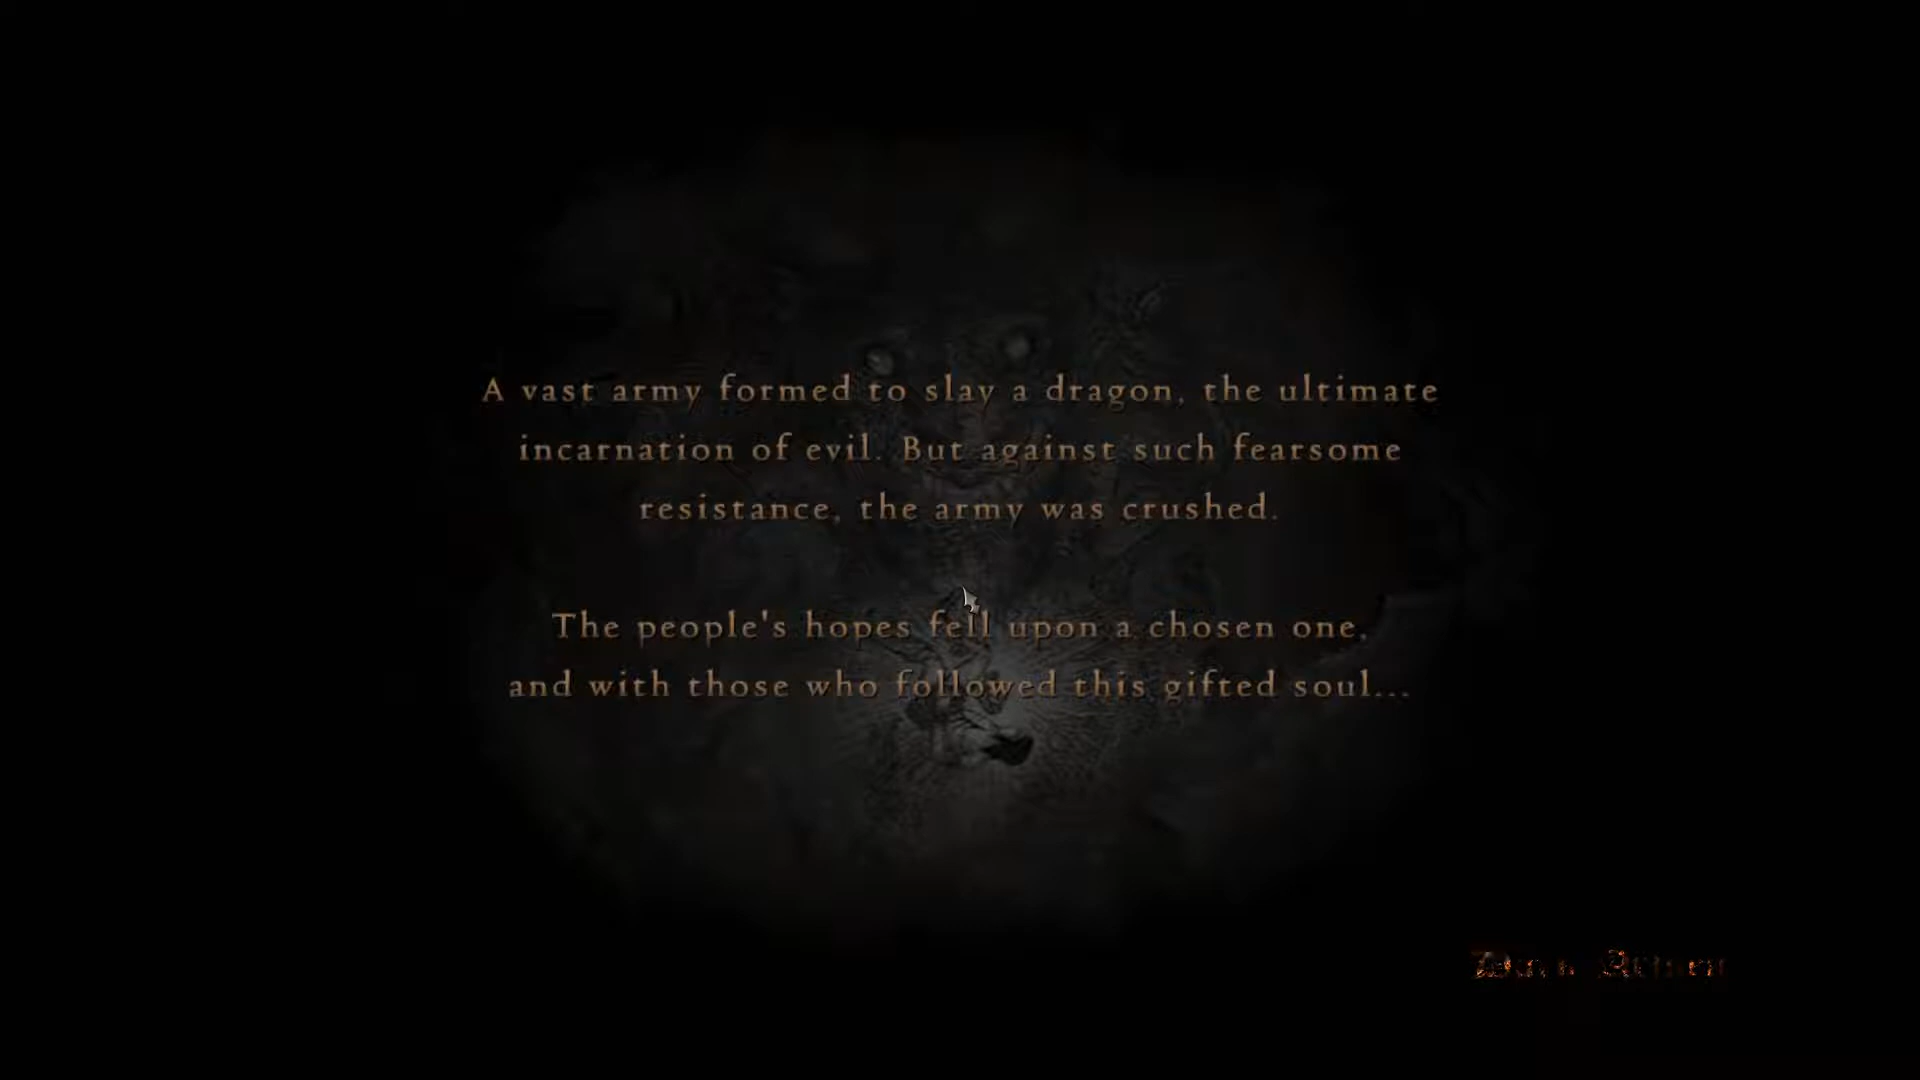 A vast army formed to slay a dragon, the ultimate
incarnation of evil. But against such fearsome
resistance, the army was crushed.
The people's hopes fell upon a chosen one,
and with those who followed this gifted soul...